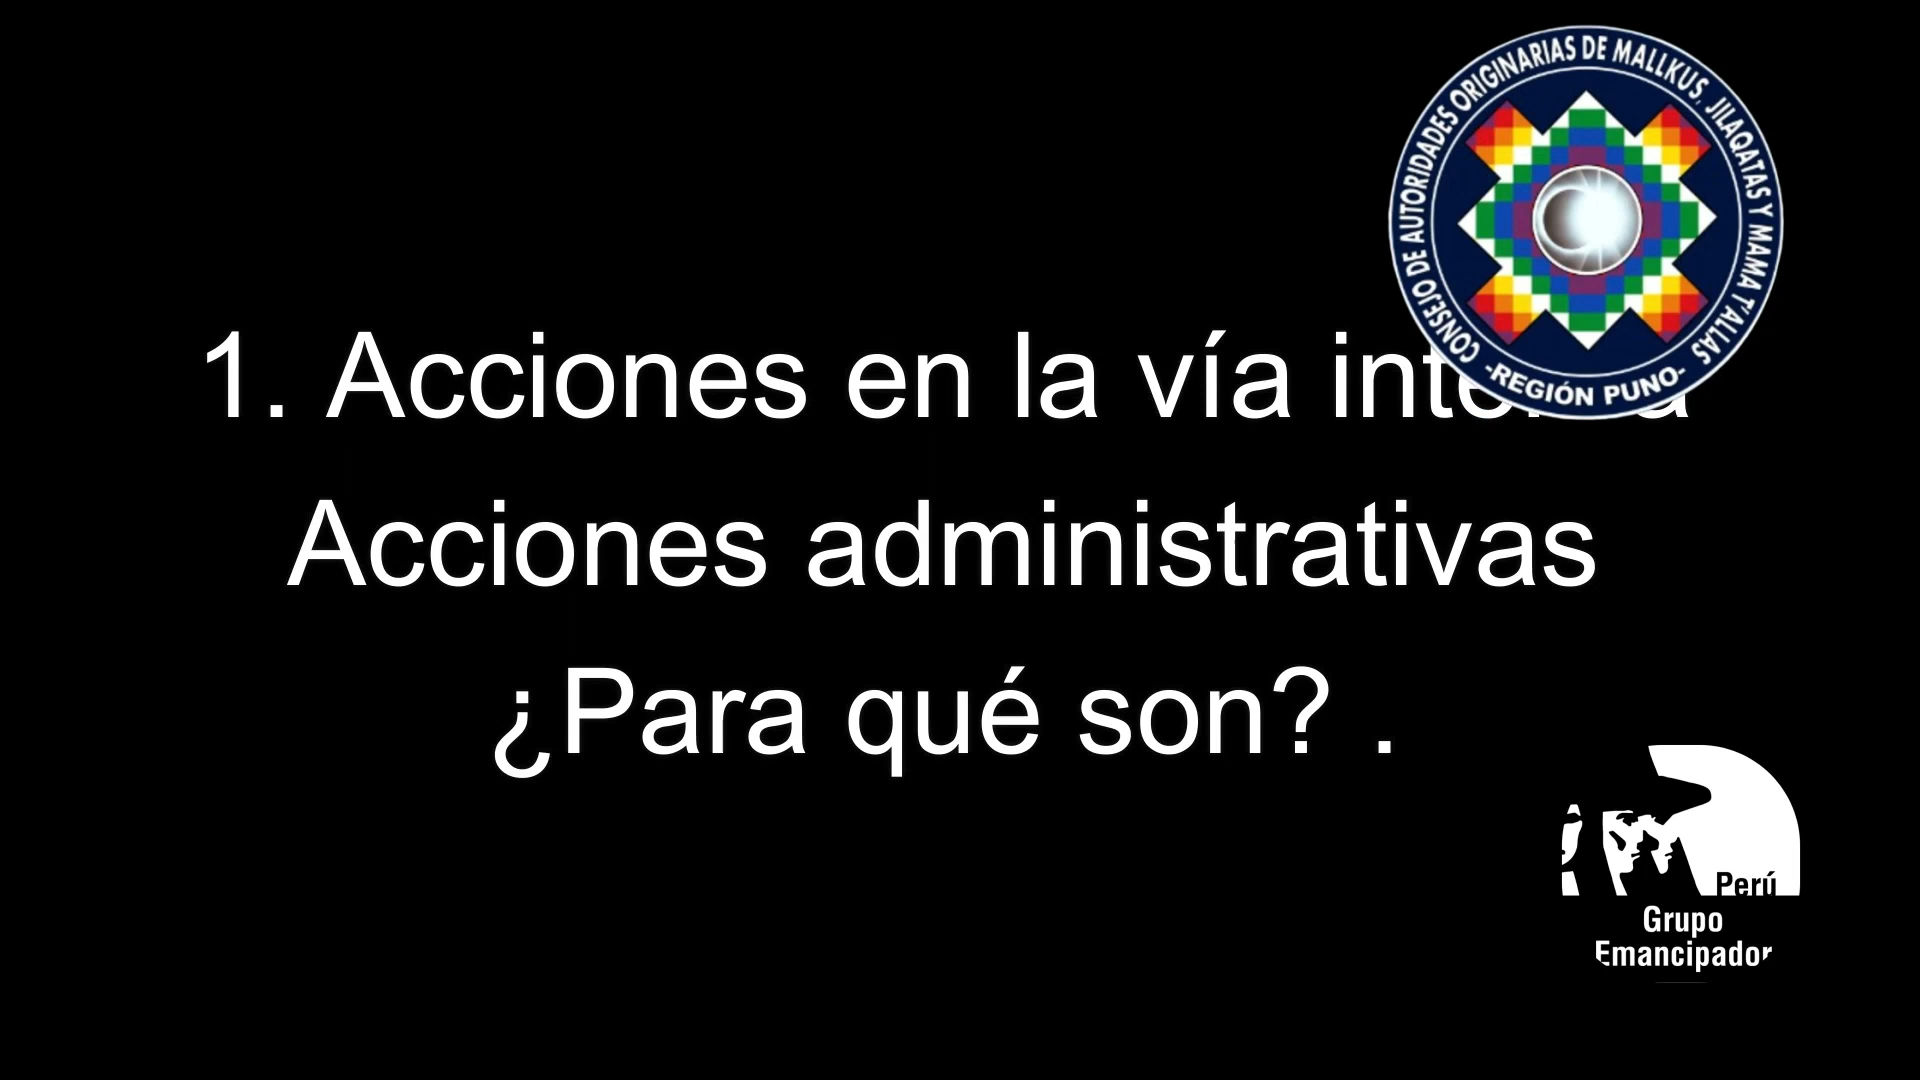 CONSEJO DE AUTORIDADES ORIGINARIAS DE MALLKUS, JILAQATAS Y MAMA T'ALLAS
-REGIÓN PUNO-
1. Acciones en la vía
Acciones administrativas
¿Para qué son? .
Perú
Grupo
Emancipador